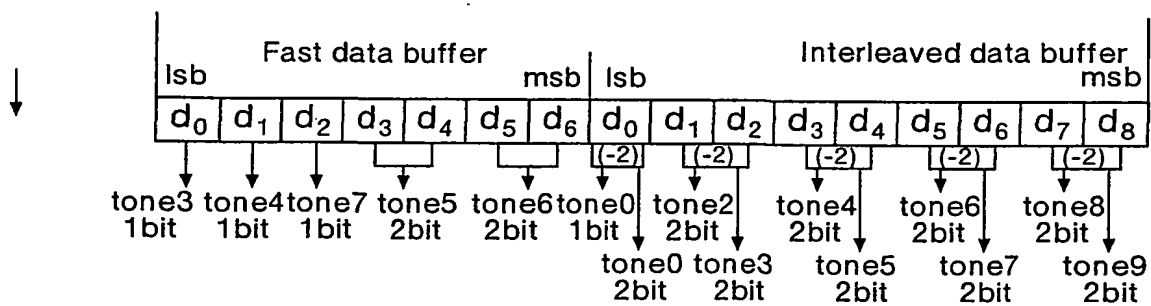 Fast data buffer Interleaved data buffer
lsb msb lsb msb
d0 d1 d2 d3 d4 d5 d6 d0 d1 d2 d3 d4 d5 d6 d7 d8
(-2) (-2) (-2) (-2) (-2)
tone3 tone4 tone7 tone5 tone6 tone0 tone2 tone4 tone6 tone8
1bit 1bit 1bit 2bit 2bit 1bit 2bit 2bit 2bit 2bit
tone0 tone3 tone5 tone7 tone9
2bit 2bit 2bit 2bit 2bit